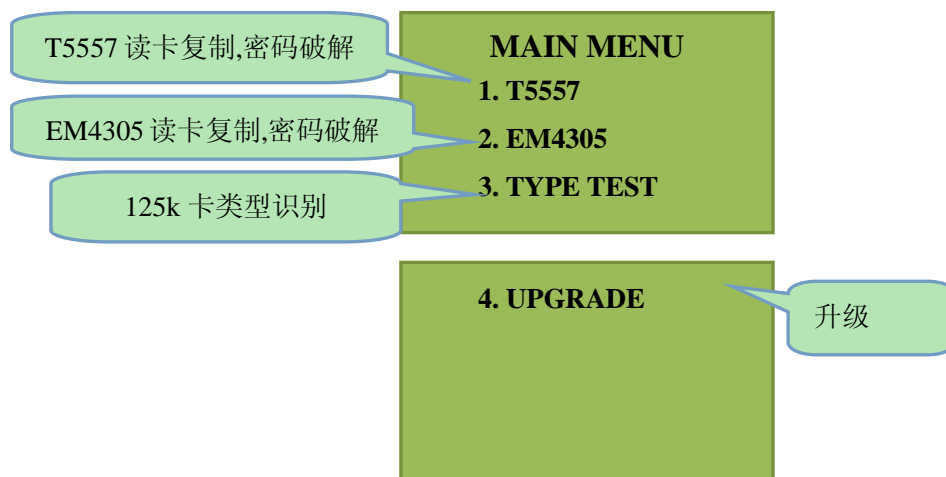 T5557 读卡复制,密码破解
EM4305 读卡复制,密码破解
125k 卡类型识别
MAIN MENU
1. T5557
2. EM4305
3. TYPE TEST
4. UPGRADE
升级